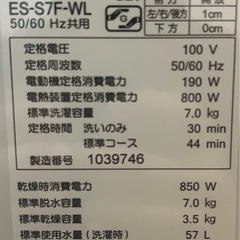 ES-S7F-WL
50/60 Hz共用
前方 開放
左右/後方 1cm
下方 0cm
定格電圧 100 V
定格周波数 50/60 Hz
電動機定格消費電力 190 W
電熱装置定格消費電力 800 W
標準洗濯容量 7.0 kg
定格時間 洗いのみ 30 min
標準コース 44 min
製造番号 1039746
乾燥時消費電力 850 W
標準脱水容量 7.0 kg
標準乾燥容量 3.5 kg
標準使用水量(洗濯時) 57 L